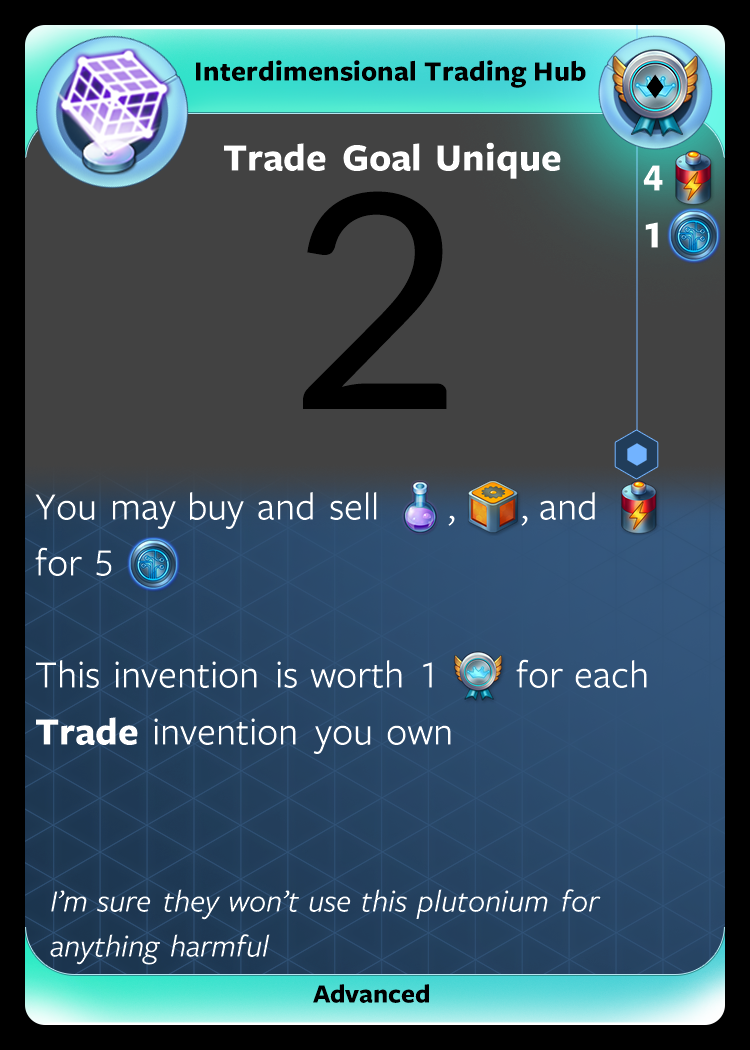 Interdimensional Trading Hub
Trade Goal Unique
4
1
2
You may buy and sell , , and
for 5
This invention is worth 1 for each
Trade invention you own
I'm sure they won't use this plutonium for
anything harmful
Advanced